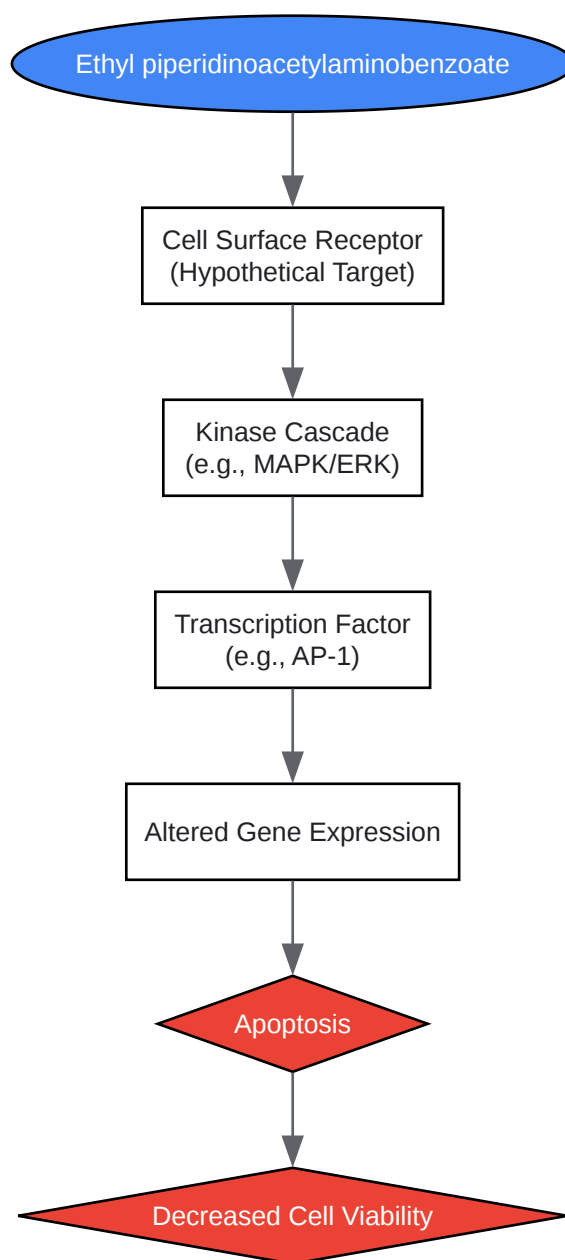 Ethyl piperidinoacetylaminobenzoate
Cell Surface Receptor
(Hypothetical Target)
Kinase Cascade
(e.g., MAPK/ERK)
Transcription Factor
(e.g., AP-1)
Altered Gene Expression
Apoptosis
Decreased Cell Viability